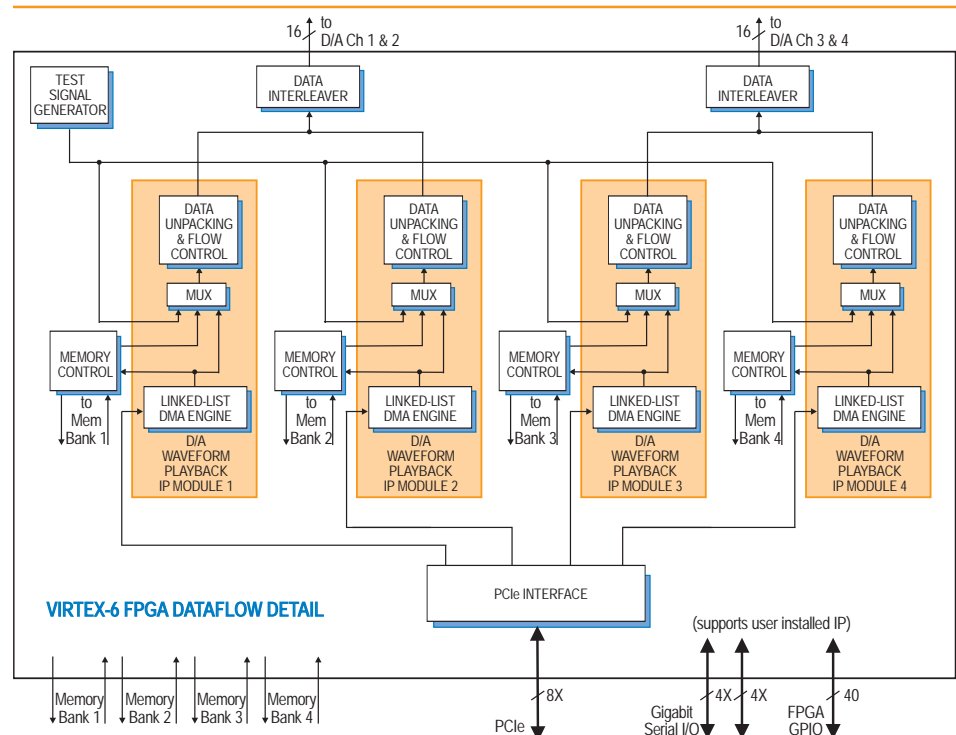 to
16
D/A Ch 1 & 2
to
16
D/A Ch 3 & 4
TEST
SIGNAL
GENERATOR
DATA
INTERLEAVER
DATA
INTERLEAVER
DATA
UNPACKING
& FLOW
CONTROL
MUX
MEMORY
CONTROL
to
Mem
Bank 1
LINKED-LIST
DMA ENGINE
D/A
WAVEFORM
PLAYBACK
IP MODULE 1
DATA
UNPACKING
& FLOW
CONTROL
MUX
MEMORY
CONTROL
to
Mem
Bank 2
LINKED-LIST
DMA ENGINE
D/A
WAVEFORM
PLAYBACK
IP MODULE 2
DATA
UNPACKING
& FLOW
CONTROL
MUX
MEMORY
CONTROL
to
Mem
Bank 3
LINKED-LIST
DMA ENGINE
D/A
WAVEFORM
PLAYBACK
IP MODULE 3
DATA
UNPACKING
& FLOW
CONTROL
MUX
MEMORY
CONTROL
to
Mem
Bank 4
LINKED-LIST
DMA ENGINE
D/A
WAVEFORM
PLAYBACK
IP MODULE 4
PCIe INTERFACE
VIRTEX-6 FPGA DATAFLOW DETAIL
(supports user installed IP)
Memory
Bank 1
Memory
Bank 2
Memory
Bank 3
Memory
Bank 4
8X
PCIe
4X
4X
Gigabit
Serial I/O
40
FPGA
GPIO